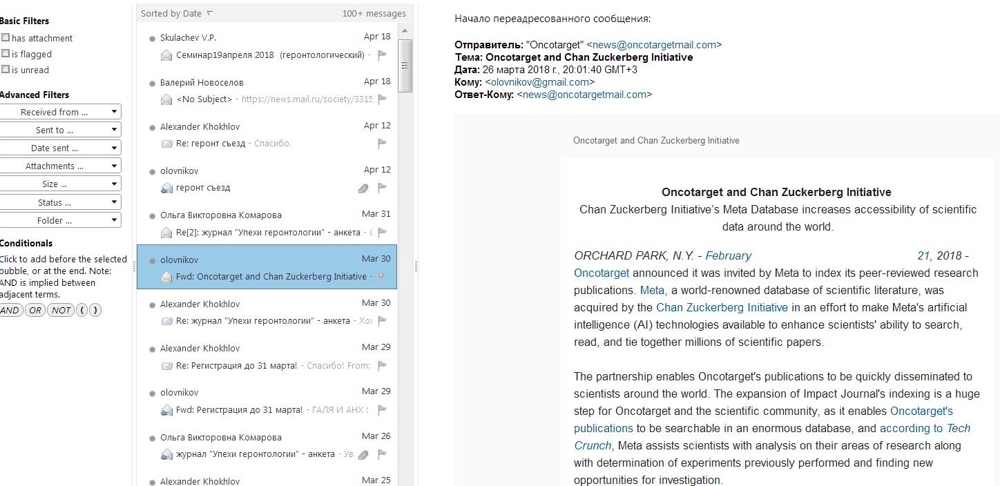 Basic Filters
has attachment
is flagged
is unread
Advanced Filters
Received from ...
Sent to ...
Date sent ...
Attachments ...
Size ...
Status ...
Folder ...
Conditionals
Click to add before the selected
bubble, or at the end. Note:
AND is implied between
adjacent terms.
AND OR NOT ( )
Sorted by Date 100+ messages
Skulachev V.P. Apr 18
Семинар19апреля 2018 (геронтологический) -
Валерий Новоселов Apr 18
<No Subject> - https://news.mail.ru/society/3315
Alexander Khokhlov Apr 12
Re: геронт съезд - Спасибо.
olovnikov Apr 12
геронт съезд
Ольга Викторовна Комарова Mar 31
Re[2]: журнал "Упехи геронтологии" - анкета -
olovnikov Mar 30
Fwd: Oncotarget and Chan Zuckerberg Initiative -
Alexander Khokhlov Mar 30
Re: журнал "Упехи геронтологии" - анкета - Хох
Alexander Khokhlov Mar 29
Re: Регистрация до 31 марта! - Спасибо! From:
olovnikov Mar 29
Fwd: Регистрация до 31 марта! - ГАЛЯ И АНХ !
Ольга Викторовна Комарова Mar 26
журнал "Упехи геронтологии" - анкета - Ув
Alexander Khokhlov Mar 25
Начало переадресованного сообщения:
Отправитель: "Oncotarget" <news@oncotargetmail.com>
Тема: Oncotarget and Chan Zuckerberg Initiative
Дата: 26 марта 2018 г., 20:01:40 GMT+3
Кому: <olovnikov@gmail.com>
Ответ-Кому: <news@oncotargetmail.com>
Oncotarget and Chan Zuckerberg Initiative
Oncotarget and Chan Zuckerberg Initiative
Chan Zuckerberg Initiative’s Meta Database increases accessibility of scientific
data around the world.
ORCHARD PARK, N.Y. - February 21, 2018 -
Oncotarget announced it was invited by Meta to index its peer-reviewed research
publications. Meta, a world-renowned database of scientific literature, was
acquired by the Chan Zuckerberg Initiative in an effort to make Meta's artificial
intelligence (AI) technologies available to enhance scientists' ability to search,
read, and tie together millions of scientific papers.
The partnership enables Oncotarget's publications to be quickly disseminated to
scientists around the world. The expansion of Impact Journal's indexing is a huge
step for Oncotarget and the scientific community, as it enables Oncotarget's
publications to be searchable in an enormous database, and according to Tech
Crunch, Meta assists scientists with analysis on their areas of research along
with determination of experiments previously performed and finding new
opportunities for investigation.